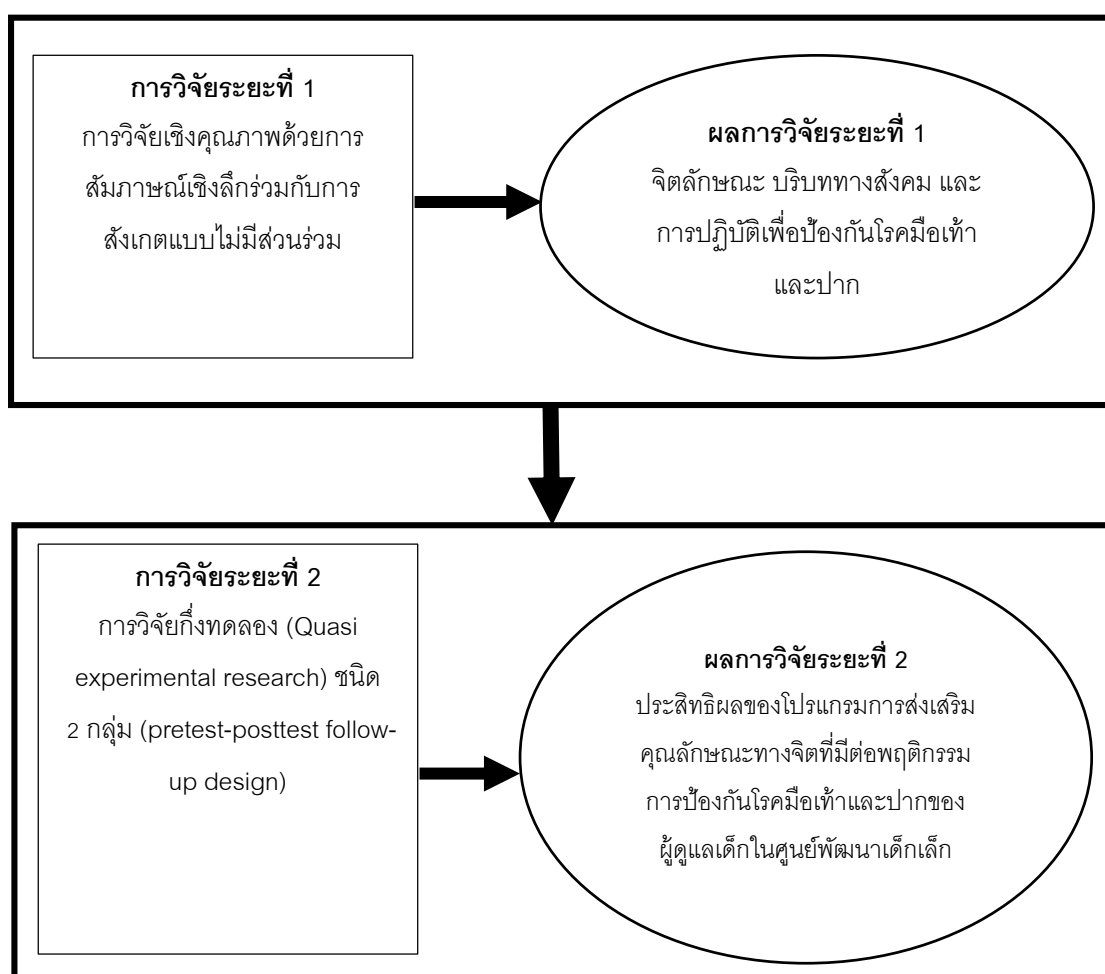 การวิจัยระยะที่ 1
การวิจัยเชิงคุณภาพด้วยการ
สัมภาษณ์เชิงลึกร่วมกับการ
สังเกตแบบไม่มีส่วนร่วม
ผลการวิจัยระยะที่ 1
จิตลักษณะ บริบททางสังคม และ
การปฏิบัติเพื่อป้องกันโรคมือเท้า
และปาก
การวิจัยระยะที่ 2
การวิจัยกึ่งทดลอง (Quasi
experimental research) ชนิด
2 กลุ่ม (pretest-posttest follow-
up design)
ผลการวิจัยระยะที่ 2
ประสิทธิผลของโปรแกรมการส่งเสริม
คุณลักษณะทางจิตที่มีต่อพฤติกรรม
การป้องกันโรคมือเท้าและปากของ
ผู้ดูแลเด็กในศูนย์พัฒนาเด็กเล็ก